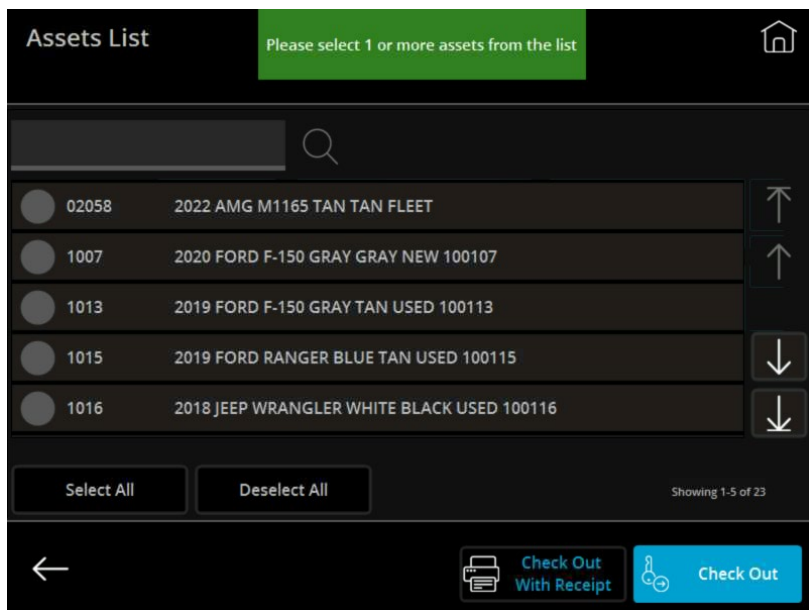 Assets List
Please select 1 or more assets from the list
02058 2022 AMG M1165 TAN TAN FLEET
1007 2020 FORD F-150 GRAY GRAY NEW 100107
1013 2019 FORD F-150 GRAY TAN USED 100113
1015 2019 FORD RANGER BLUE TAN USED 100115
1016 2018 JEEP WRANGLER WHITE BLACK USED 100116
Select All
Deselect All
Showing 1-5 of 23
Check Out
With Receipt
Check Out